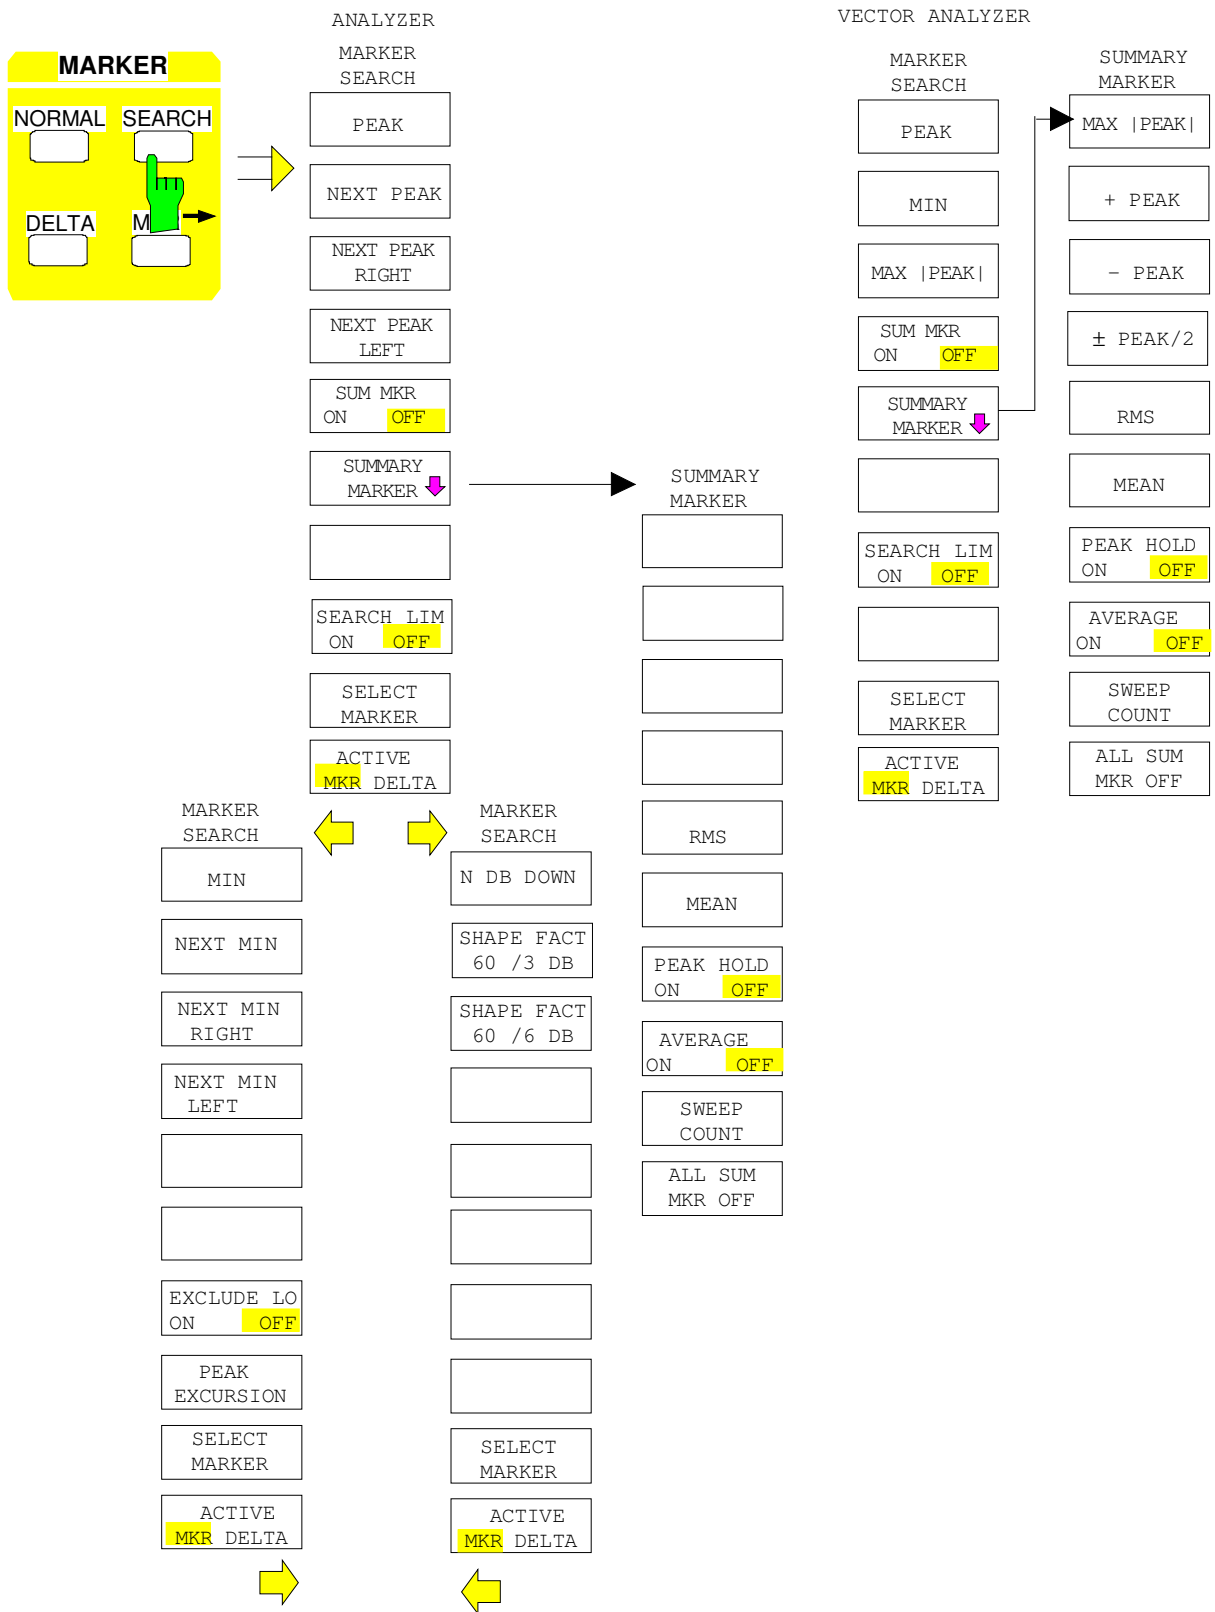 MARKER
NORMAL SEARCH
DELTA
ANALYZER
MARKER
SEARCH
PEAK
NEXT PEAK
NEXT PEAK
RIGHT
NEXT PEAK
LEFT
SUM MKR
ON OFF
SUMMARY
MARKER
SEARCH LIM
ON OFF
SELECT
MARKER
ACTIVE
MKR DELTA
MARKER
SEARCH
MIN
NEXT MIN
NEXT MIN
RIGHT
NEXT MIN
LEFT
EXCLUDE LO
ON OFF
PEAK
EXCURSION
SELECT
MARKER
ACTIVE
MKR DELTA
MARKER
SEARCH
N DB DOWN
SHAPE FACT
60 /3 DB
SHAPE FACT
60 /6 DB
SELECT
MARKER
ACTIVE
MKR DELTA
SUMMARY
MARKER
RMS
MEAN
PEAK HOLD
ON OFF
AVERAGE
ON OFF
SWEEP
COUNT
ALL SUM
MKR OFF
VECTOR ANALYZER
MARKER
SEARCH
PEAK
MIN
MAX |PEAK|
SUM MKR
ON OFF
SUMMARY
MARKER
SEARCH LIM
ON OFF
SELECT
MARKER
ACTIVE
MKR DELTA
SUMMARY
MARKER
MAX |PEAK|
+ PEAK
- PEAK
± PEAK/2
RMS
MEAN
PEAK HOLD
ON OFF
AVERAGE
ON OFF
SWEEP
COUNT
ALL SUM
MKR OFF